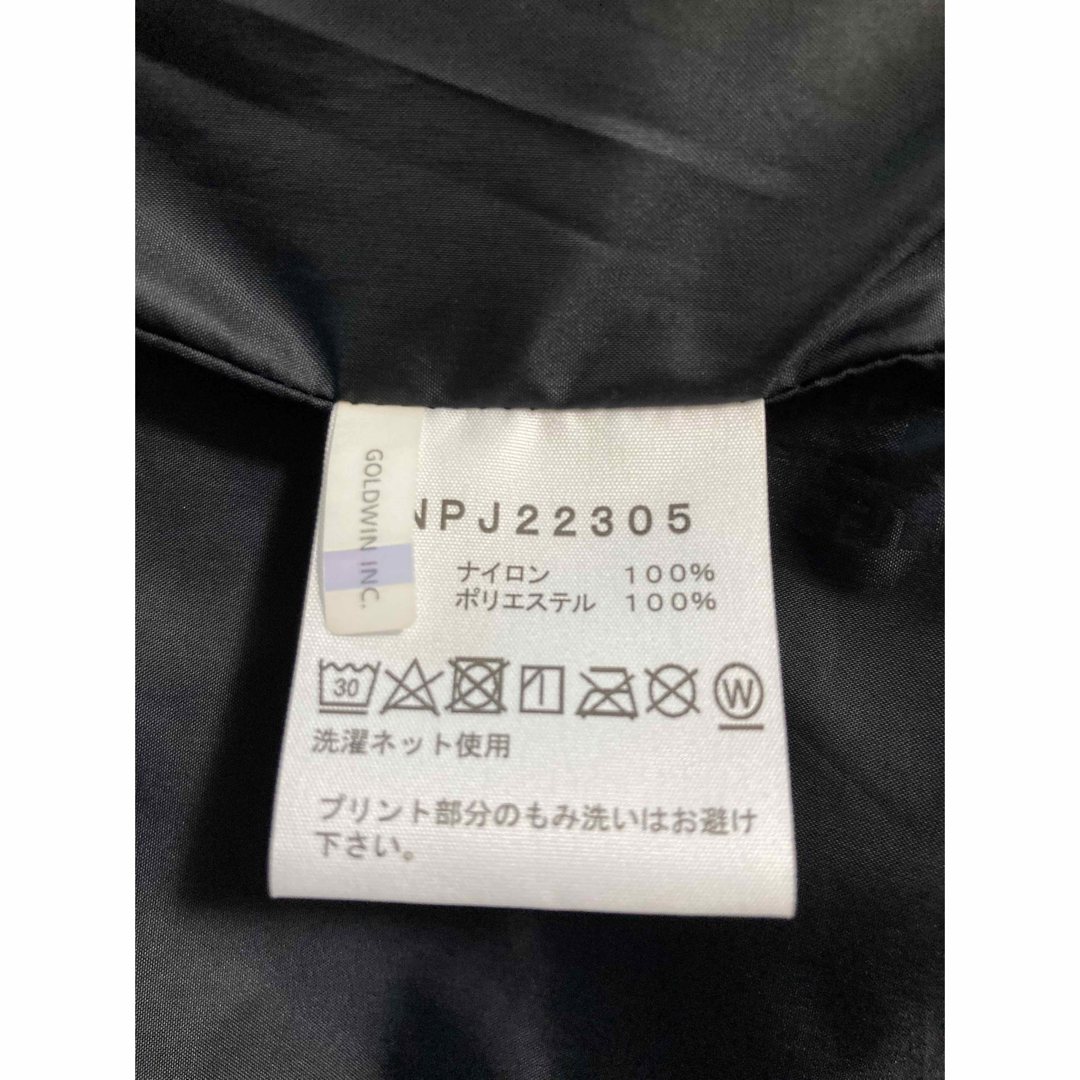 GOLDWIN INC.
NPJ22305
ナイロン 100%
ポリエステル 100%
30
W
洗濯ネット使用
プリント部分のもみ洗いはお避け
下さい。